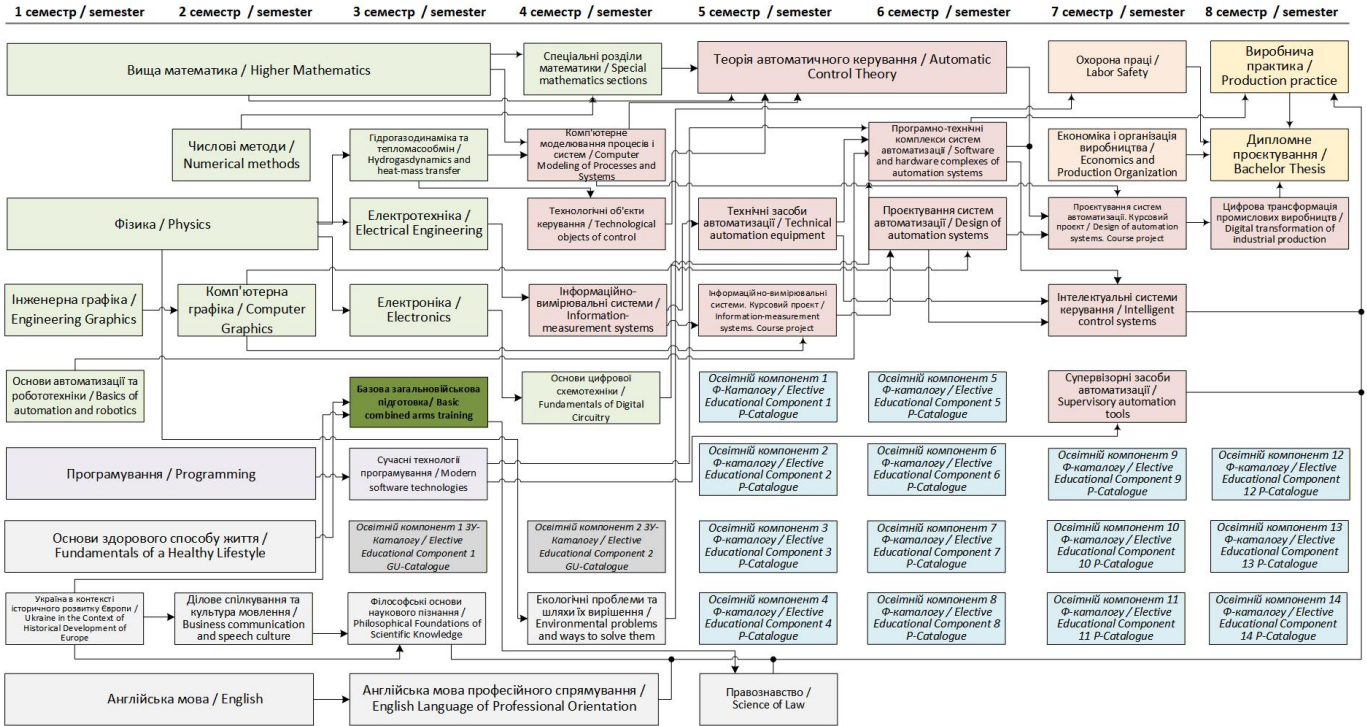 1 семестр / semester
2 семестр / semester
3 семестр / semester
4 семестр / semester
5 семестр / semester
6 семестр / semester
7 семестр / semester
8 семестр / semester
Вища математика / Higher Mathematics
Спеціальні розділи
математики / Special
mathematics sections
Теорія автоматичного керування / Automatic
Control Theory
Охорона праці /
Labor Safety
Виробнича
практика /
Production practice
Числові методи /
Numerical methods
Гідрогазодинаміка та
тепломасообмін /
Hydrogasdynamics and
heat-mass transfer
Комп'ютерне
моделювання процесів і
систем / Computer
Modeling of Processes and
Systems
Програмно-технічні
комплекси систем
автоматизації / Software
and hardware complexes of
automation systems
Економіка і організація
виробництва /
Economics and
Production Organization
Дипломне
проєктування /
Bachelor Thesis
Фізика / Physics
Електротехніка /
Electrical Engineering
Технологічні об'єкти
керування / Technological
objects of control
Технічні засоби
автоматизації / Technical
automation equipment
Проєктування систем
автоматизації / Design of
automation systems
Проєктування систем
автоматизації. Курсовий
проєкт / Design of automation
systems. Course project
Цифрова трансформація
промислових виробництв /
Digital transformation of
industrial production
Інженерна графіка /
Engineering Graphics
Комп'ютерна
графіка / Computer
Graphics
Електроніка /
Electronics
Інформаційно-
вимірювальні системи /
Information-
measurement systems
Інформаційно-вимірювальні
системи. Курсовий проєкт /
Information-measurement
systems. Course project
Інтелектуальні системи
керування / Intelligent
control systems
Основи автоматизації та
робототехніки / Basics of
automation and robotics
Базова загальновійськова
підготовка/ Basic
combined arms training
Основи цифрової
схемотехніки /
Fundamentals of Digital
Circuitry
Освітній компонент 1
Ф-Каталогу / Elective
Educational Component
1 P-Catalogue
Освітній компонент 5
Ф-каталогу / Elective
Educational Component
5 P-Catalogue
Супервізорні засоби
автоматизації /
Supervisory automation
tools
Програмування / Programming
Сучасні технології
програмування / Modern
software technologies
Освітній компонент 2
Ф-каталогу / Elective
Educational Component
2 P-Catalogue
Освітній компонент 6
Ф-каталогу / Elective
Educational Component
6 P-Catalogue
Освітній компонент 9
Ф-каталогу / Elective
Educational Component
9 P-Catalogue
Освітній компонент 12
Ф-каталогу / Elective
Educational Component
12 P-Catalogue
Основи здорового способу життя /
Fundamentals of a Healthy Lifestyle
Освітній компонент 1 ЗУ-
Каталогу / Elective
Educational Component 1
GU-Catalogue
Освітній компонент 2 ЗУ-
Каталогу / Elective
Educational Component 2
GU-Catalogue
Освітній компонент 3
Ф-каталогу / Elective
Educational Component
3 P-Catalogue
Освітній компонент 7
Ф-каталогу / Elective
Educational Component
7 P-Catalogue
Освітній компонент 10
Ф-каталогу / Elective
Educational Component
10 P-Catalogue
Освітній компонент 13
Ф-каталогу / Elective
Educational Component
13 P-Catalogue
Україна в контексті
історичного розвитку Європи /
Ukraine in the Context of
Historical Development of
Europe
Ділове спілкування та
культура мовлення /
Business communication
and speech culture
Філософські основи
наукового пізнання /
Philosophical Foundations
of Scientific Knowledge
Екологічні проблеми та
шляхи їх вирішення /
Environmental problems
and ways to solve them
Освітній компонент 4
Ф-каталогу / Elective
Educational Component
4 P-Catalogue
Освітній компонент 8
Ф-каталогу / Elective
Educational Component
8 P-Catalogue
Освітній компонент 11
Ф-каталогу / Elective
Educational Component
11 P-Catalogue
Освітній компонент 14
Ф-каталогу / Elective
Educational Component
14 P-Catalogue
Англійська мова / English
Англійська мова професійного спрямування /
English Language of Professional Orientation
Правознавство /
Science of Law